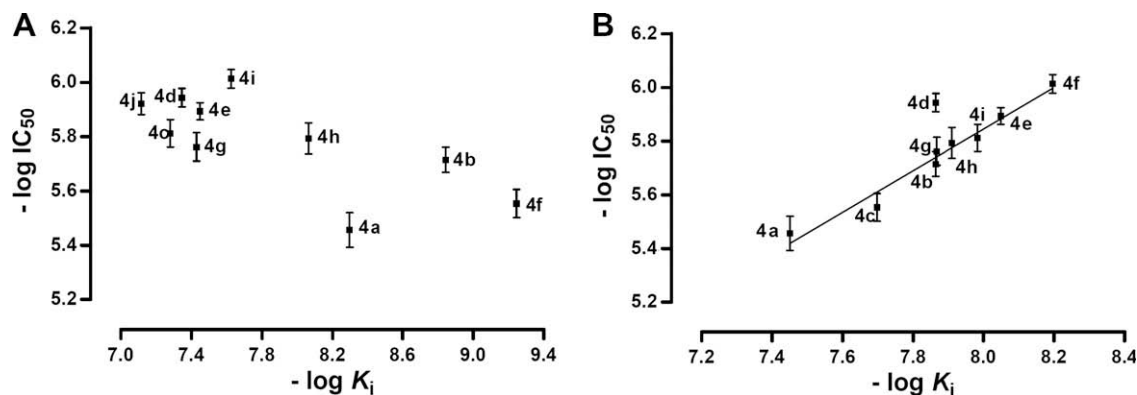 A
- log IC50
6.2
6.0
5.8
5.6
5.4
5.2
4j
4d
4i
4e
4c
4g
4h
4b
4a
4f
7.0 7.4 7.8 8.2 8.6 9.0 9.4
- log Ki
B
- log IC50
6.2
6.0
5.8
5.6
5.4
5.2
4f
4d
4i
4e
4g
4h
4b
4c
4a
7.2 7.4 7.6 7.8 8.0 8.2 8.4
- log Ki